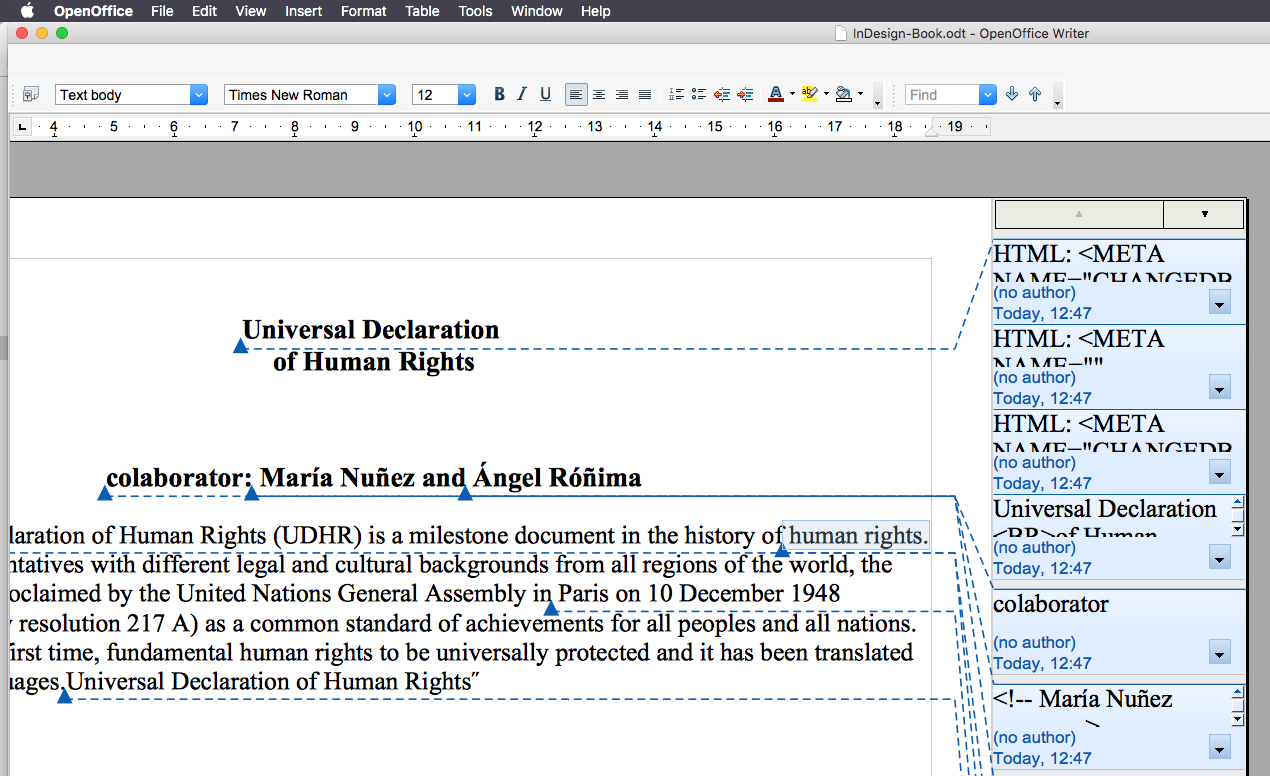 OpenOffice File Edit View Insert Format Table Tools Window Help
InDesign-Book.odt - OpenOffice Writer
Text body Times New Roman 12 B I U A Find
4 5 6 7 8 9 10 11 12 13 14 15 16 17 18 19
Universal Declaration
of Human Rights
colaborator: María Nuñez and Ángel Róñima
laration of Human Rights (UDHR) is a milestone document in the history of human rights.
ntatives with different legal and cultural backgrounds from all regions of the world, the
oclaimed by the United Nations General Assembly in Paris on 10 December 1948
resolution 217 A) as a common standard of achievements for all peoples and all nations.
irst time, fundamental human rights to be universally protected and it has been translated
uages.Universal Declaration of Human Rights″
HTML: <META
NAME="CHANGEDB
(no author)
Today, 12:47
HTML: <META
NAME=""
(no author)
Today, 12:47
HTML: <META
NAME="CHANGEDB
(no author)
Today, 12:47
Universal Declaration
<BR>of Human
(no author)
Today, 12:47
colaborator
(no author)
Today, 12:47
<!-- María Nuñez
(no author)
Today, 12:47